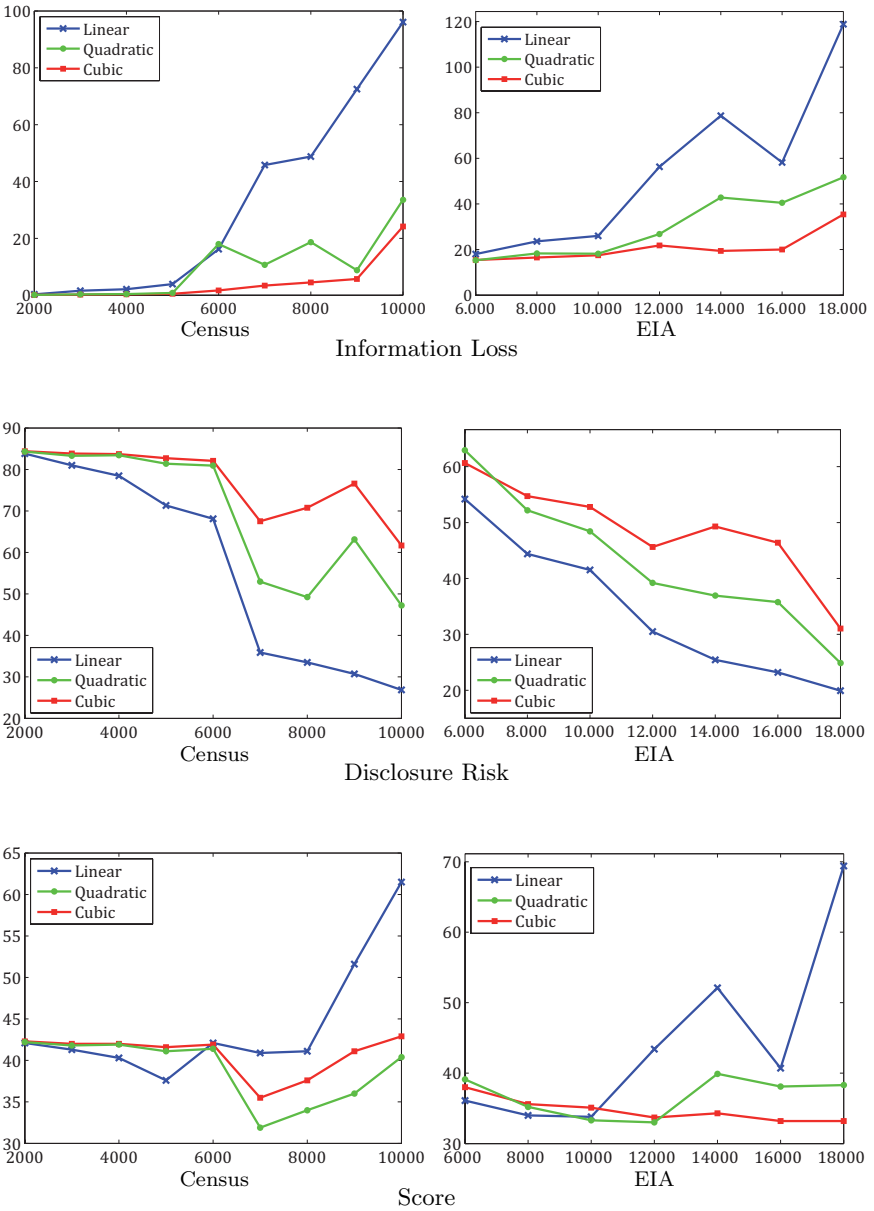 100
80
60
40
20
0
Linear
Quadratic
Cubic
2000 4000 6000 8000 10000
Census
120
100
80
60
40
20
0
Linear
Quadratic
Cubic
6.000 8.000 10.000 12.000 14.000 16.000 18.000
EIA
Information Loss
90
80
70
60
50
40
30
20
Linear
Quadratic
Cubic
2000 4000 6000 8000 10000
Census
60
50
40
30
20
Linear
Quadratic
Cubic
6.000 8.000 10.000 12.000 14.000 16.000 18.000
EIA
Disclosure Risk
65
60
55
50
45
40
35
30
Linear
Quadratic
Cubic
2000 4000 6000 8000 10000
Census
70
60
50
40
30
Linear
Quadratic
Cubic
6000 8000 10000 12000 14000 16000 18000
EIA
Score